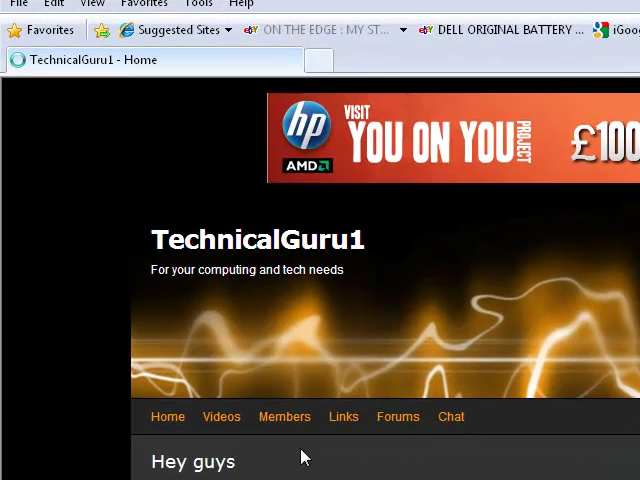 File Edit View Favorites Tools Help
Favorites Suggested Sites ON THE EDGE : MY ST... DELL ORIGINAL BATTERY ... iGoo
TechnicalGuru1 - Home
hp
AMD
VISIT
YOU ON YOU
PROJECT
£100
TechnicalGuru1
For your computing and tech needs
Home Videos Members Links Forums Chat
Hey guys